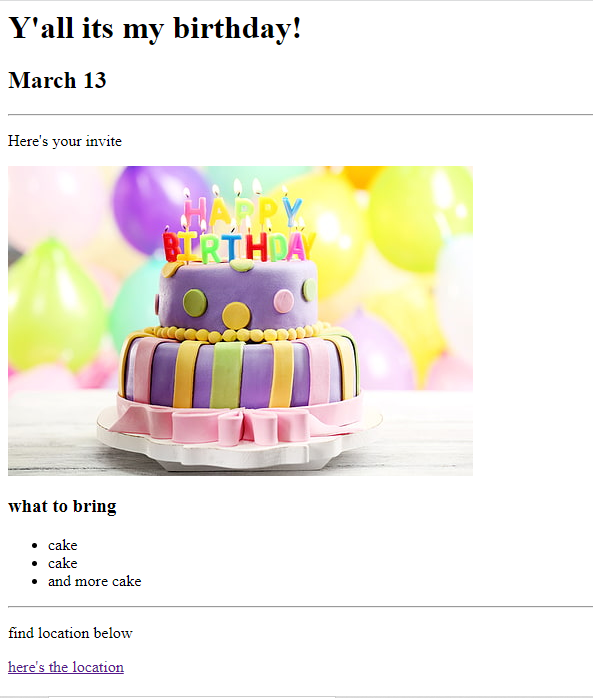 Y'all its my birthday!
March 13
Here's your invite
HAPPY
BIRTHDAY
what to bring
cake
cake
and more cake
find location below
here's the location